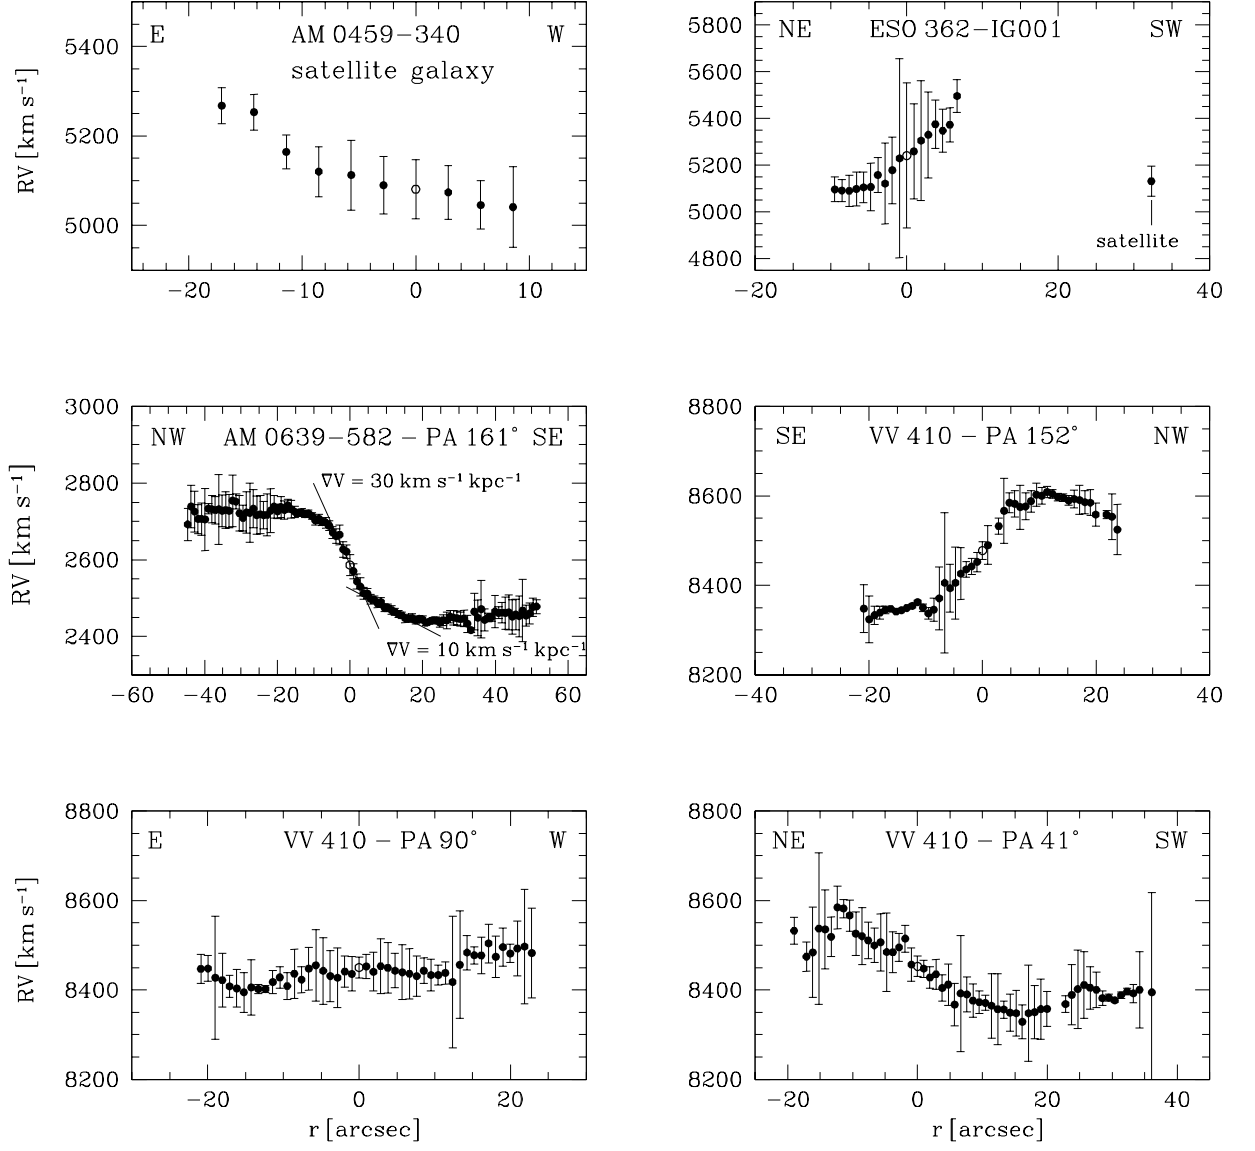 E AM 0459−340 W
satellite galaxy
RV [km s⁻¹]
5400
5200
5000
−20 −10 0 10
NE ESO 362−IG001 SW
5800
5600
5400
5200
5000
4800
satellite
−20 0 20 40
NW AM 0639−582 − PA 161° SE
∇V = 30 km s⁻¹ kpc⁻¹
∇V = 10 km s⁻¹ kpc⁻¹
RV [km s⁻¹]
3000
2800
2600
2400
−60 −40 −20 0 20 40 60
SE VV 410 − PA 152° NW
8800
8600
8400
8200
−40 −20 0 20 40
E VV 410 − PA 90° W
RV [km s⁻¹]
8800
8600
8400
8200
−20 0 20
r [arcsec]
NE VV 410 − PA 41° SW
8800
8600
8400
8200
−20 0 20 40
r [arcsec]